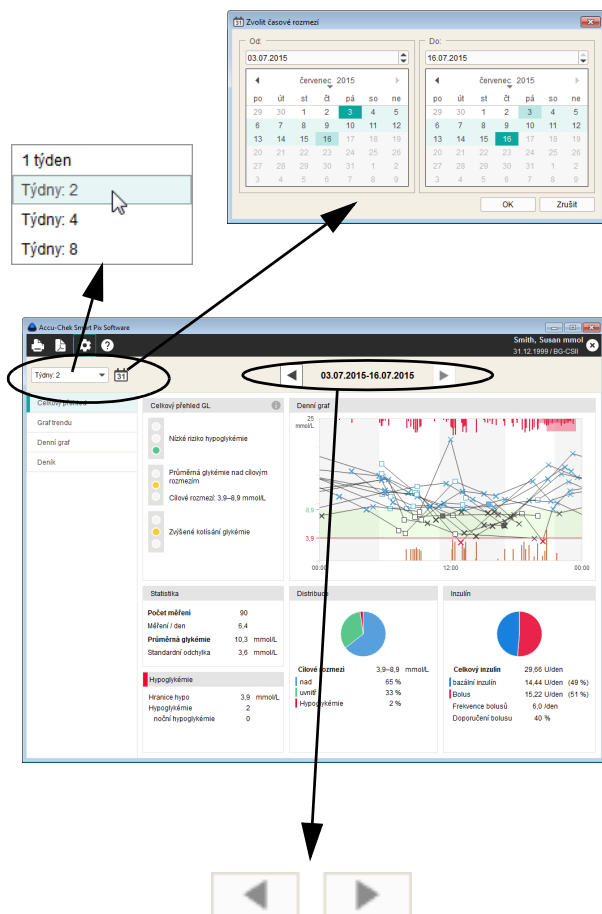 31 Zvolit časové rozmezí
Od:
03.07.2015
červenec 2015
po út st čt pá so ne
29 30 1 2 3 4 5
6 7 8 9 10 11 12
13 14 15 16 17 18 19
20 21 22 23 24 25 26
27 28 29 30 31 1 2
3 4 5 6 7 8 9
Do:
16.07.2015
červenec 2015
po út st čt pá so ne
29 30 1 2 3 4 5
6 7 8 9 10 11 12
13 14 15 16 17 18 19
20 21 22 23 24 25 26
27 28 29 30 31 1 2
3 4 5 6 7 8 9
OK Zrušit
1 týden
Týdny: 2
Týdny: 4
Týdny: 8
Accu-Chek Smart Pix Software
Smith, Susan mmol
31.12.1999 / BG-CSII
Týdny: 2
31
03.07.2015-16.07.2015
Celkový přehled
Graf trendu
Denní graf
Deník
Celkový přehled GL
Nízké riziko hypoglykémie
Průměrná glykémie nad cílovým
rozmezím
Cílové rozmezí: 3,9–8,9 mmol/L
Zvýšené kolísání glykémie
Denní graf
25
mmol/L
8,9
3,9
00:00 12:00 00:00
Statistika
Počet měření 90
Měření / den 6,4
Průměrná glykémie 10,3 mmol/L
Standardní odchylka 3,6 mmol/L
Hypoglykémie
Hranice hypo 3,9 mmol/L
Hypoglykémie 2
noční hypoglykémie 0
Distribuce
Cílové rozmezí 3,9–8,9 mmol/L
nad 65 %
uvnitř 33 %
Hypoglykémie 2 %
Inzulín
Celkový inzulín 29,66 U/den
bazální inzulín 14,44 U/den (49 %)
Bolus 15,22 U/den (51 %)
Frekvence bolusů 6,0 /den
Doporučení bolusu 40 %